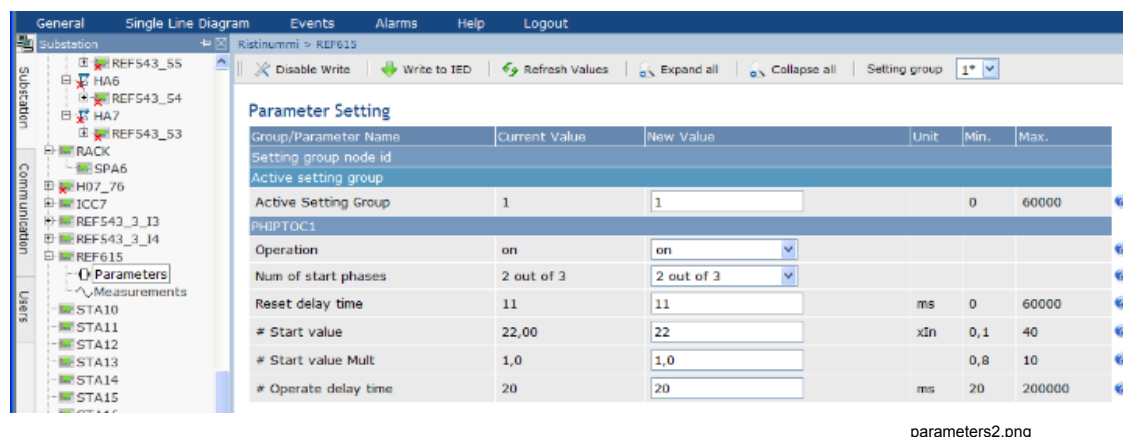 General Single Line Diagram Events Alarms Help Logout
Substation
Ristinummi > REF615
Substation
Communication
Users
REF543_55
HA6
REF543_54
HA7
REF543_53
RACK
SPA6
H07_76
ICC7
REF543_3_I3
REF543_3_I4
REF615
Parameters
Measurements
STA10
STA11
STA12
STA13
STA14
STA15
Disable Write Write to IED Refresh Values Expand all Collapse all Setting group 1*
Parameter Setting
Group/Parameter Name Current Value New Value Unit Min. Max.
Setting group node id
Active setting group
Active Setting Group 1 1 0 60000
PHIPTOC1
Operation on on
Num of start phases 2 out of 3 2 out of 3
Reset delay time 11 11 ms 0 60000
# Start value 22,00 22 xIn 0,1 40
# Start value Mult 1,0 1,0 0,8 10
# Operate delay time 20 20 ms 20 200000
parameters2.png